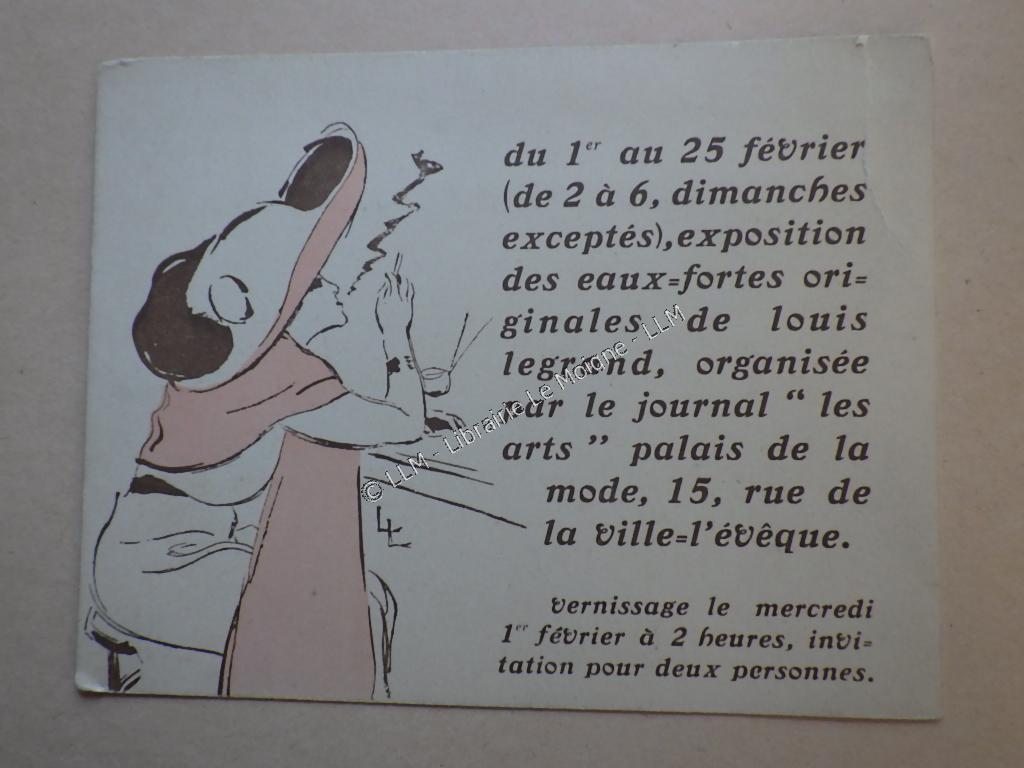 du 1er au 25 février
(de 2 à 6, dimanches
exceptés), exposition
des eaux=fortes ori=
ginales de louis
legrand, organisée
par le journal “ les
arts ” palais de la
mode, 15, rue de
la ville=l'évêque.
vernissage le mercredi
1er février à 2 heures, invi=
tation pour deux personnes.
LL
© LLM - Librairie Le Moigne - LLM